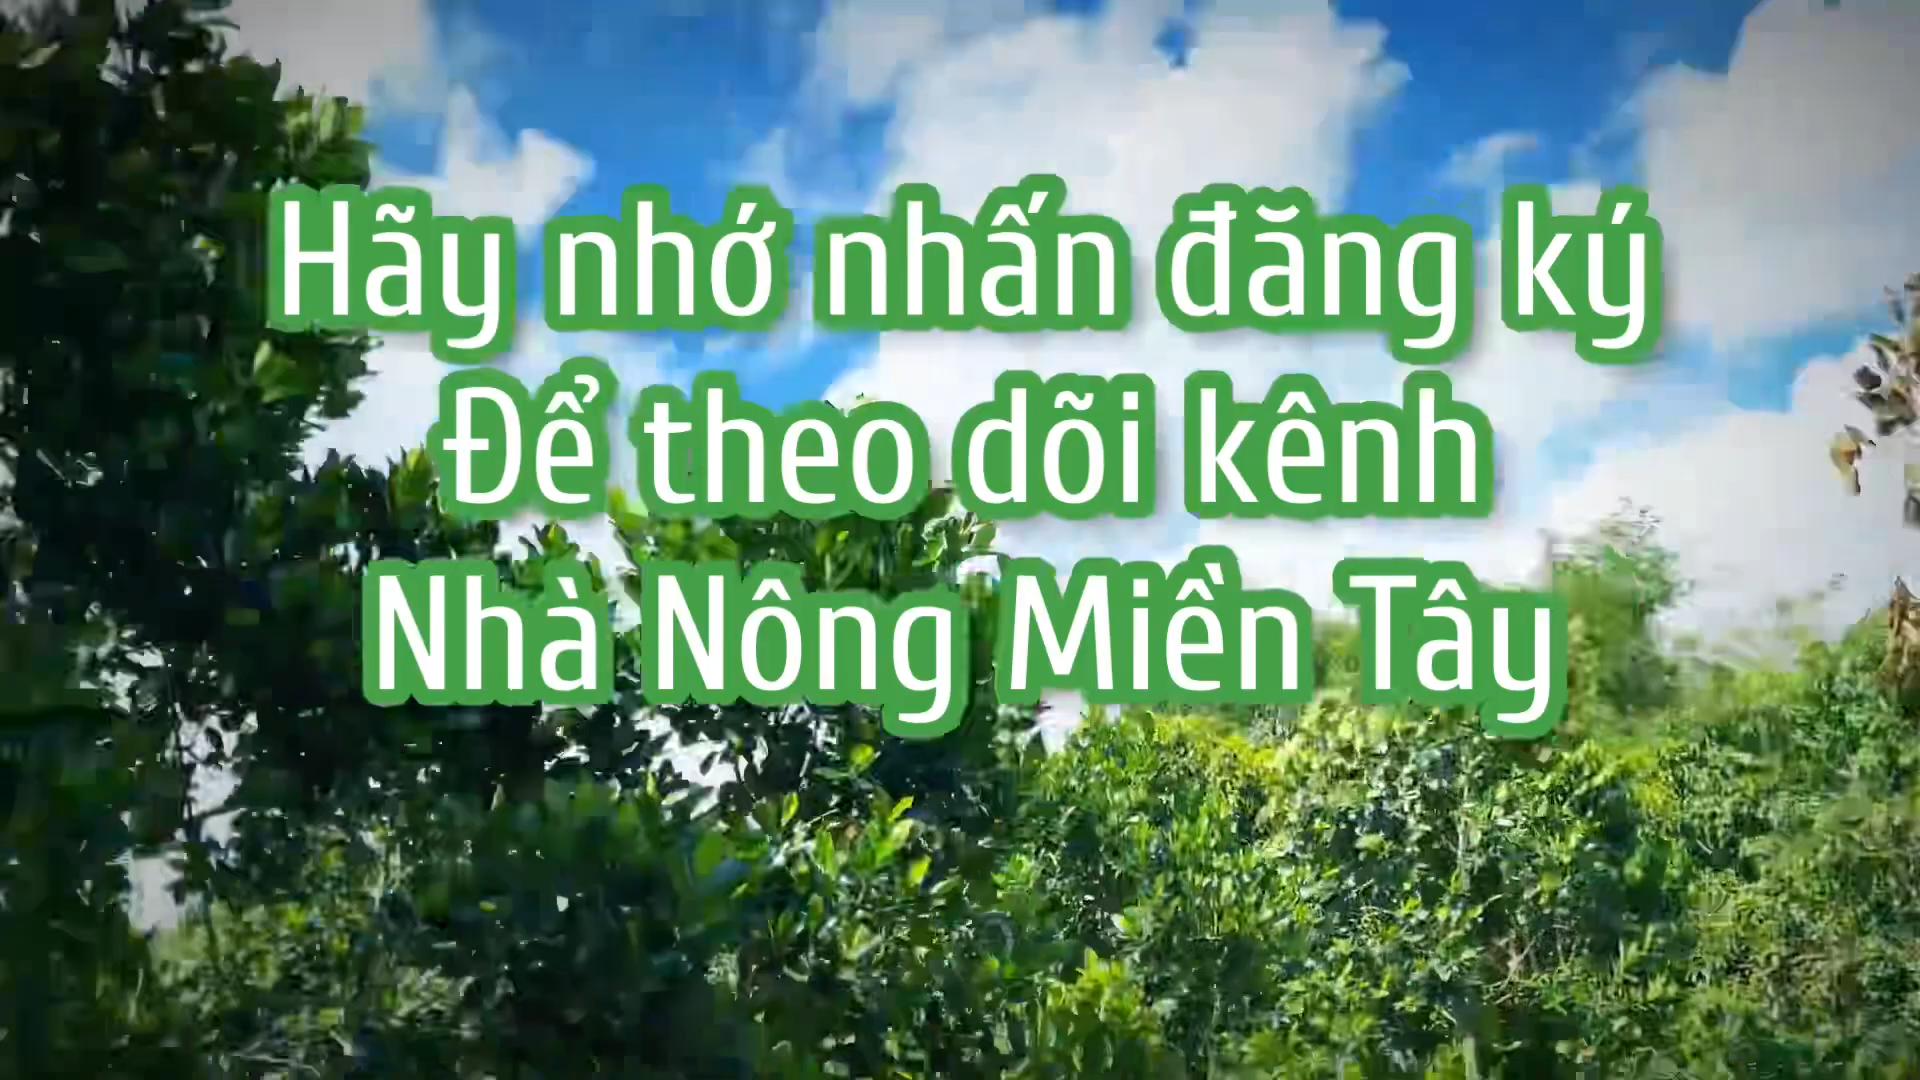 Hãy nhớ nhấn đăng ký
Để theo dõi kênh
Nhà Nông Miền Tây